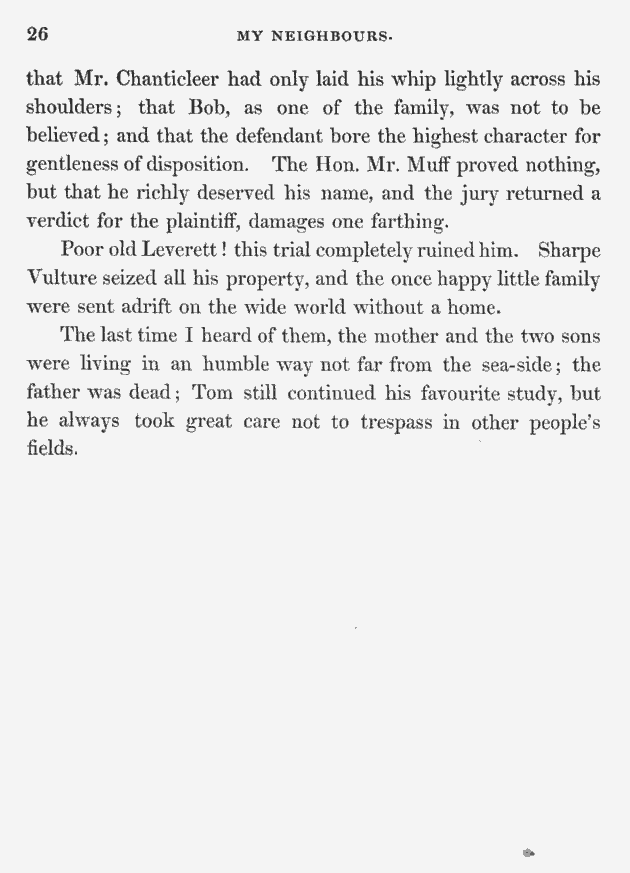 26 MY NEIGHBOURS.
that Mr. Chanticleer had only laid his whip lightly across his
shoulders; that Bob, as one of the family, was not to be
believed; and that the defendant bore the highest character for
gentleness of disposition. The Hon. Mr. Muff proved nothing,
but that he richly deserved his name, and the jury returned a
verdict for the plaintiff, damages one farthing.
Poor old Leverett! this trial completely ruined him. Sharpe
Vulture seized all his property, and the once happy little family
were sent adrift on the wide world without a home.
The last time I heard of them, the mother and the two sons
were living in an humble way not far from the sea-side; the
father was dead; Tom still continued his favourite study, but
he always took great care not to trespass in other people's
fields.